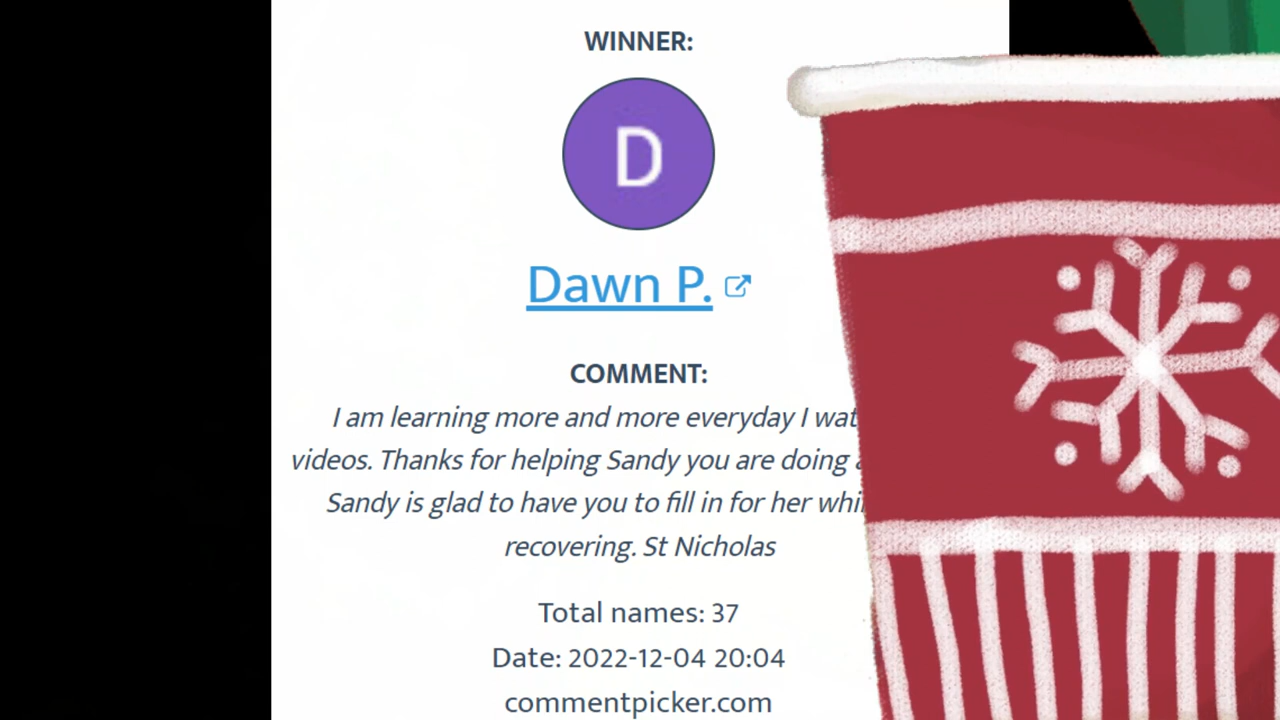 WINNER:
D
Dawn P.
COMMENT:
I am learning more and more everyday I
videos. Thanks for helping Sandy you are doing
Sandy is glad to have you to fill in for her
recovering. St Nicholas
Total names: 37
Date: 2022-12-04 20:04
commentpicker.com